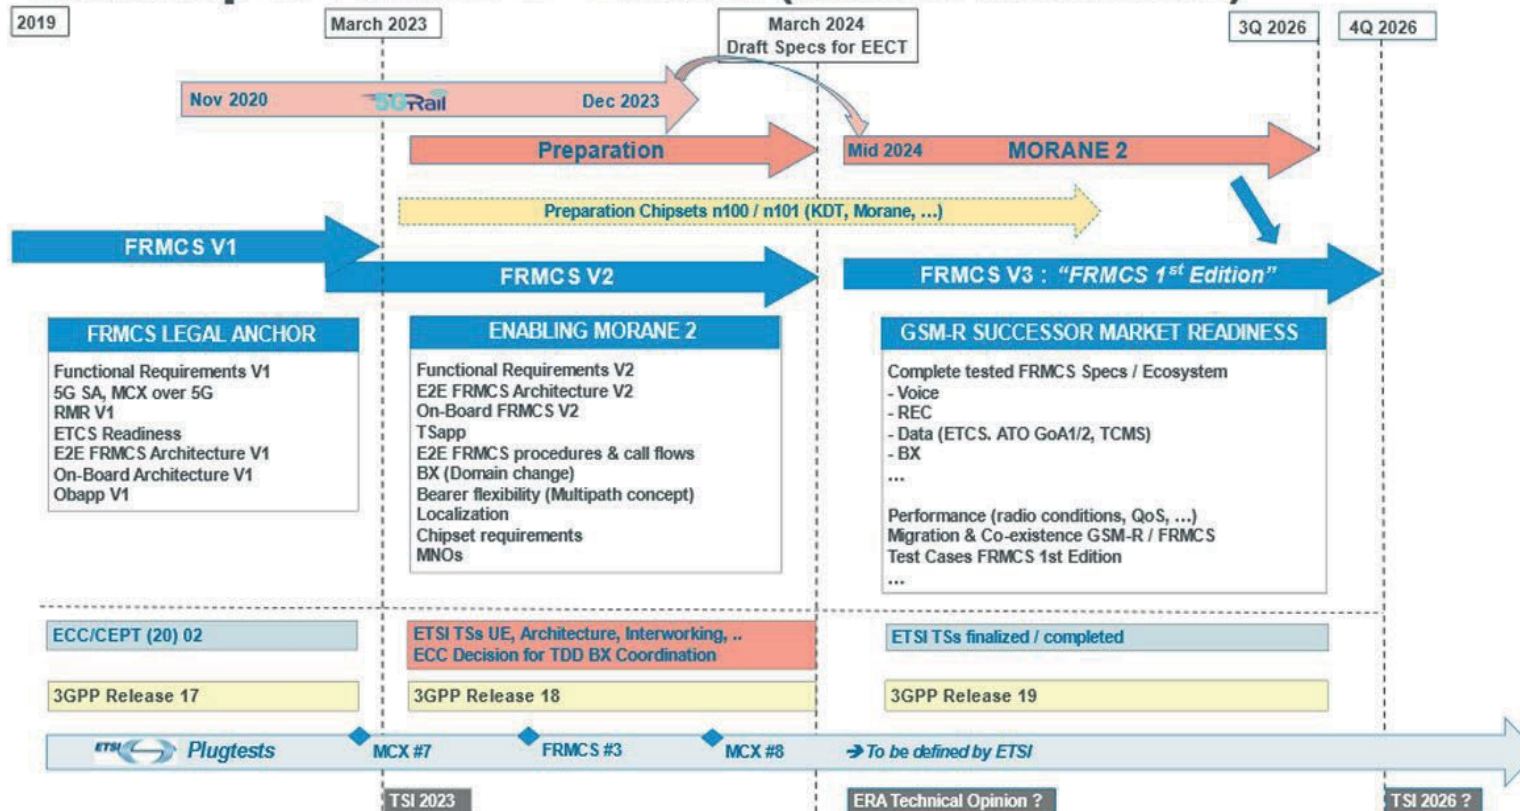 2019
March 2023
March 2024
Draft Specs for EECT
3Q 2026
4Q 2026
Nov 2020
5GRail
Dec 2023
Preparation
Mid 2024
MORANE 2
Preparation Chipsets n100 / n101 (KDT, Morane, ...)
FRMCS V1
FRMCS V2
FRMCS V3 : "FRMCS 1st Edition"
FRMCS LEGAL ANCHOR
Functional Requirements V1
5G SA, MCX over 5G
RMR V1
ETCS Readiness
E2E FRMCS Architecture V1
On-Board Architecture V1
Obapp V1
ENABLING MORANE 2
Functional Requirements V2
E2E FRMCS Architecture V2
On-Board FRMCS V2
TSapp
E2E FRMCS procedures & call flows
BX (Domain change)
Bearer flexibility (Multipath concept)
Localization
Chipset requirements
MNOs
GSM-R SUCCESSOR MARKET READINESS
Complete tested FRMCS Specs / Ecosystem
- Voice
- REC
- Data (ETCS. ATO GoA1/2, TCMS)
- BX
...
Performance (radio conditions, QoS, ...)
Migration & Co-existence GSM-R / FRMCS
Test Cases FRMCS 1st Edition
...
ECC/CEPT (20) 02
ETSI TSs UE, Architecture, Interworking, ..
ECC Decision for TDD BX Coordination
ETSI TSs finalized / completed
3GPP Release 17
3GPP Release 18
3GPP Release 19
ETSI Plugtests
MCX #7
FRMCS #3
MCX #8
➔ To be defined by ETSI
TSI 2023
ERA Technical Opinion ?
TSI 2026 ?